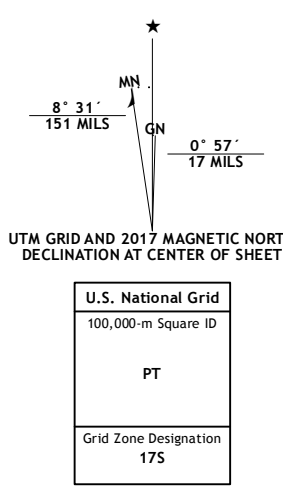 ★
MN
GN
8° 31´
151 MILS
0° 57´
17 MILS
UTM GRID AND 2017 MAGNETIC NORT
DECLINATION AT CENTER OF SHEET
U.S. National Grid
100,000-m Square ID
PT
Grid Zone Designation
17S